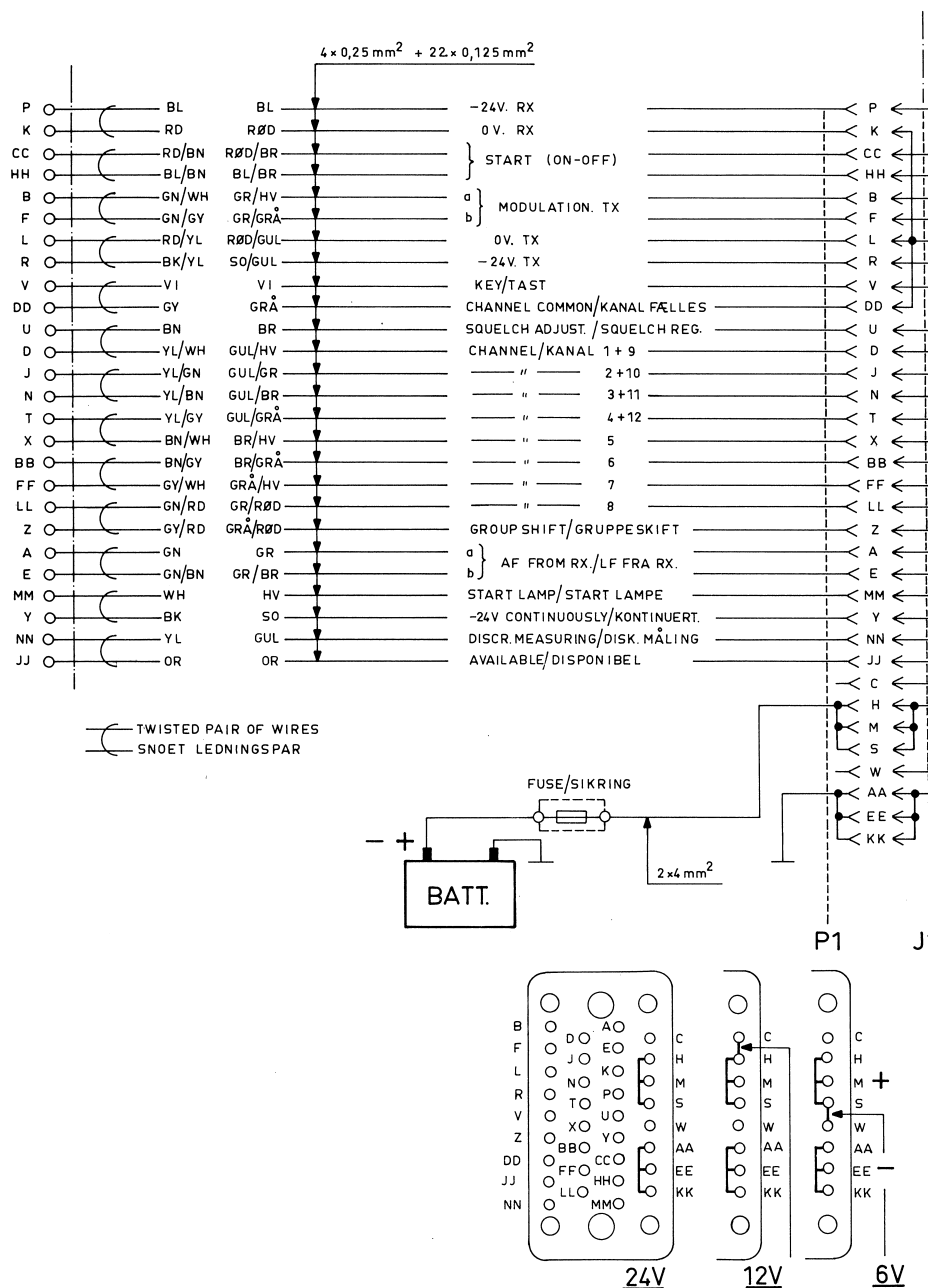 4×0,25 mm² + 22×0,125 mm²
P BL BL -24V. RX P
K RD RØD 0V. RX K
CC RD/BN RØD/BR START (ON-OFF) CC
HH BL/BN BL/BR HH
B GN/WH GR/HV a MODULATION. TX B
F GN/GY GR/GRÅ b F
L RD/YL RØD/GUL 0V. TX L
R BK/YL SO/GUL -24V. TX R
V VI VI KEY/TAST V
DD GY GRÅ CHANNEL COMMON/KANAL FÆLLES DD
U BN BR SQUELCH ADJUST./SQUELCH REG. U
D YL/WH GUL/HV CHANNEL/KANAL 1+9 D
J YL/GN GUL/GR — " — 2+10 J
N YL/BN GUL/BR — " — 3+11 N
T YL/GY GUL/GRÅ — " — 4+12 T
X BN/WH BR/HV — " — 5 X
BB BN/GY BR/GRÅ — " — 6 BB
FF GY/WH GRÅ/HV — " — 7 FF
LL GN/RD GR/RØD — " — 8 LL
Z GY/RD GRÅ/RØD GROUP SHIFT/GRUPPESKIFT Z
A GN GR a AF FROM RX./LF FRA RX. A
E GN/BN GR/BR b E
MM WH HV START LAMP/START LAMPE MM
Y BK SO -24V CONTINUOUSLY/KONTINUERT. Y
NN YL GUL DISCR. MEASURING/DISK. MÅLING NN
JJ OR OR AVAILABLE/DISPONIBEL JJ
C
H
M
S
W
AA
EE
KK
TWISTED PAIR OF WIRES
SNOET LEDNINGSPAR
FUSE/SIKRING
- +
BATT.
2×4 mm²
P1 J1
B A
D C C C
F E
J H H H
L K
N M M M +
R P
T S S S
V U
X W W W
Z Y
BB AA AA AA
DD CC
FF EE EE EE -
JJ HH
LL KK KK KK
NN MM
24V 12V 6V